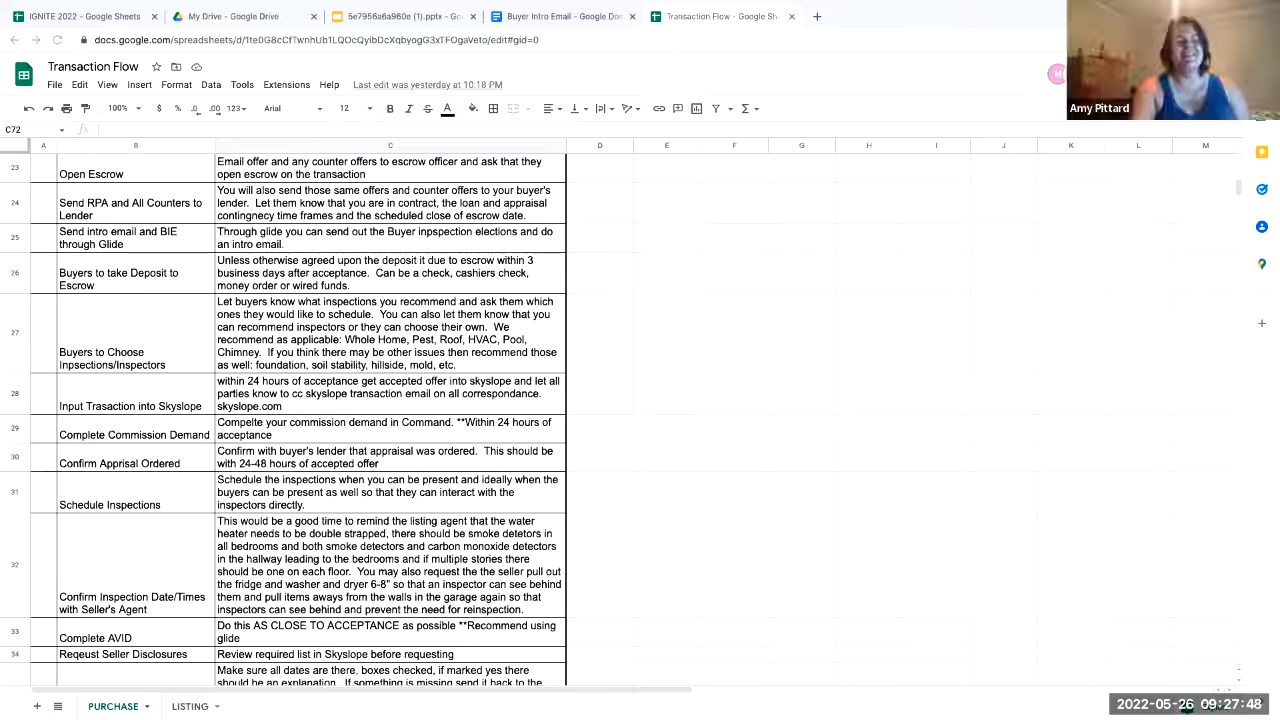 IGNITE 2022 - Google Sheets
My Drive - Google Drive
5e7956a6a960e (1).pptx - Go
Buyer Intro Email - Google Do
Transaction Flow - Google Sh
docs.google.com/spreadsheets/d/1te0G8cCfTwnhUb1LQOcQyibDcXqbyogG3xTFOgaVeto/edit#gid=0
Transaction Flow
File Edit View Insert Format Data Tools Extensions Help Last edit was yesterday at 10:18 PM
100% $ % .0 .00 123 Arial 12 B I S A
Amy Pittard
C72 fx
A B C D E F G H I J K L M
23 Open Escrow
Email offer and any counter offers to escrow officer and ask that they
open escrow on the transaction
24 Send RPA and All Counters to
Lender
You will also send those same offers and counter offers to your buyer's
lender. Let them know that you are in contract, the loan and appraisal
contingnecy time frames and the scheduled close of escrow date.
25 Send intro email and BIE
through Glide
Through glide you can send out the Buyer inpspection elections and do
an intro email.
26 Buyers to take Deposit to
Escrow
Unless otherwise agreed upon the deposit it due to escrow within 3
business days after acceptance. Can be a check, cashiers check,
money order or wired funds.
27 Buyers to Choose
Inpsections/Inspectors
Let buyers know what inspections you recommend and ask them which
ones they would like to schedule. You can also let them know that you
can recommend inspectors or they can choose their own. We
recommend as applicable: Whole Home, Pest, Roof, HVAC, Pool,
Chimney. If you think there may be other issues then recommend those
as well: foundation, soil stability, hillside, mold, etc.
28 Input Trasaction into Skyslope
within 24 hours of acceptance get accepted offer into skyslope and let all
parties know to cc skyslope transaction email on all correspondance.
skyslope.com
29 Complete Commission Demand
Compelte your commission demand in Command. **Within 24 hours of
acceptance
30 Confirm Apprisal Ordered
Confirm with buyer's lender that appraisal was ordered. This should be
with 24-48 hours of accepted offer
31 Schedule Inspections
Schedule the inspections when you can be present and ideally when the
buyers can be present as well so that they can interact with the
inspectors directly.
32 Confirm Inspection Date/Times
with Seller's Agent
This would be a good time to remind the listing agent that the water
heater needs to be double strapped, there should be smoke detetors in
all bedrooms and both smoke detectors and carbon monoxide detectors
in the hallway leading to the bedrooms and if multiple stories there
should be one on each floor. You may also request the the seller pull out
the fridge and washer and dryer 6-8" so that an inspector can see behind
them and pull items aways from the walls in the garage again so that
inspectors can see behind and prevent the need for reinspection.
33 Complete AVID
Do this AS CLOSE TO ACCEPTANCE as possible **Recommend using
glide
34 Reqeust Seller Disclosures
Review required list in Skyslope before requesting
Make sure all dates are there, boxes checked, if marked yes there
should be an explanation. If something is missing send it back to the
PURCHASE LISTING
2022-05-26 09:27:48